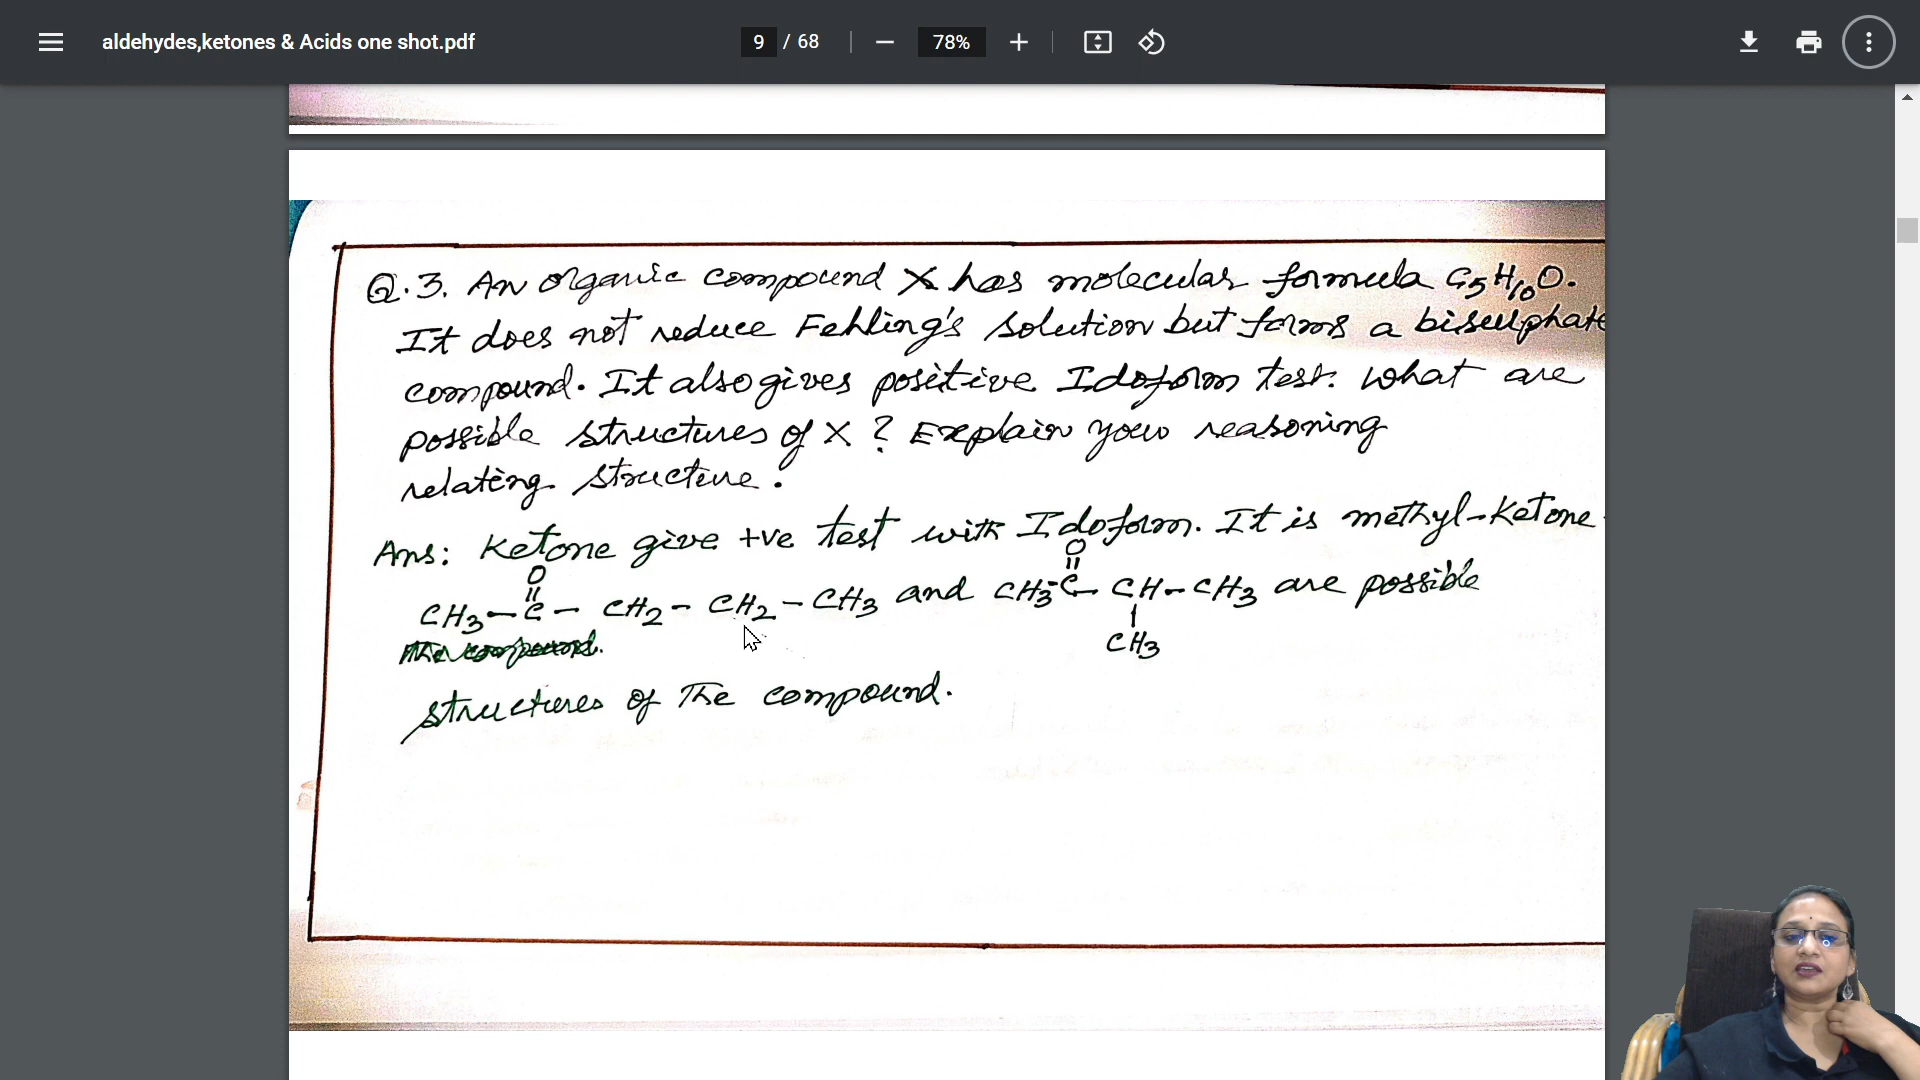 aldehydes,ketones & Acids one shot.pdf
9 / 68
78%
Q.3. An organic compound X has molecular formula C5H10O.
It does not reduce Fehling's solution but forms a bisulphate
compound. It also gives positive Idoform test. What are
possible structures of X ? Explain your reasoning
relating structure.
Ans: Ketone give +ve test with Idoform. It is methyl-Ketone
O O
CH3-C-CH2-CH2-CH3 and CH3-C-CH-CH3 are possible
CH3
The compound.
structures of The compound.